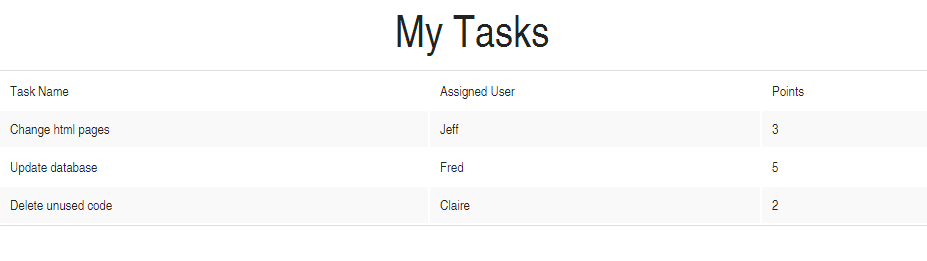 My Tasks
Task Name Assigned User Points
Change html pages Jeff 3
Update database Fred 5
Delete unused code Claire 2